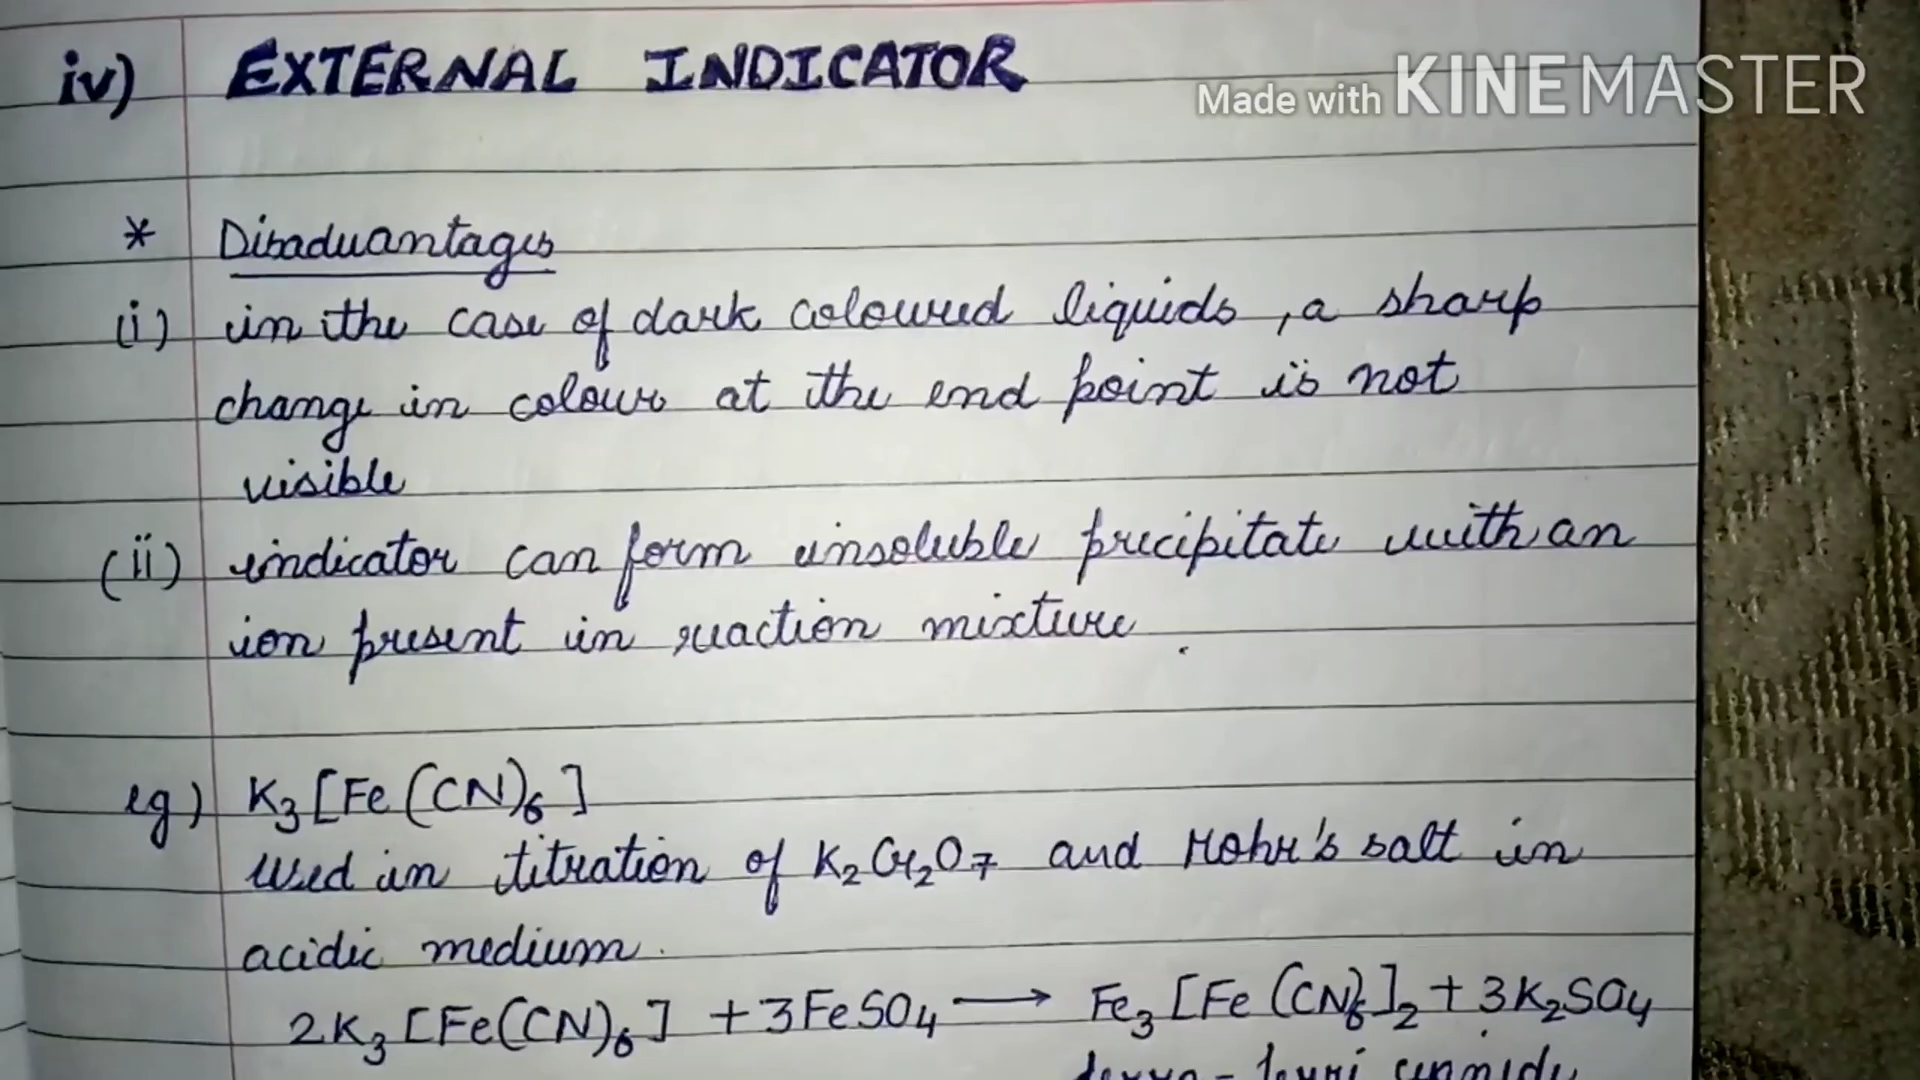 iv) EXTERNAL INDICATOR
Made with KINEMASTER
* Disadvantages
(i) in the case of dark coloured liquids, a sharp
change in colour at the end point is not
visible
(ii) indicator can form insoluble precipitate with an
ion present in reaction mixture.
eg) K₃[Fe(CN)₆]
Used in titration of K₂Cr₂O₇ and Mohr's salt in
acidic medium.
2K₃[Fe(CN)₆] + 3FeSO₄ ⟶ Fe₃[Fe(CN)₆]₂ + 3K₂SO₄